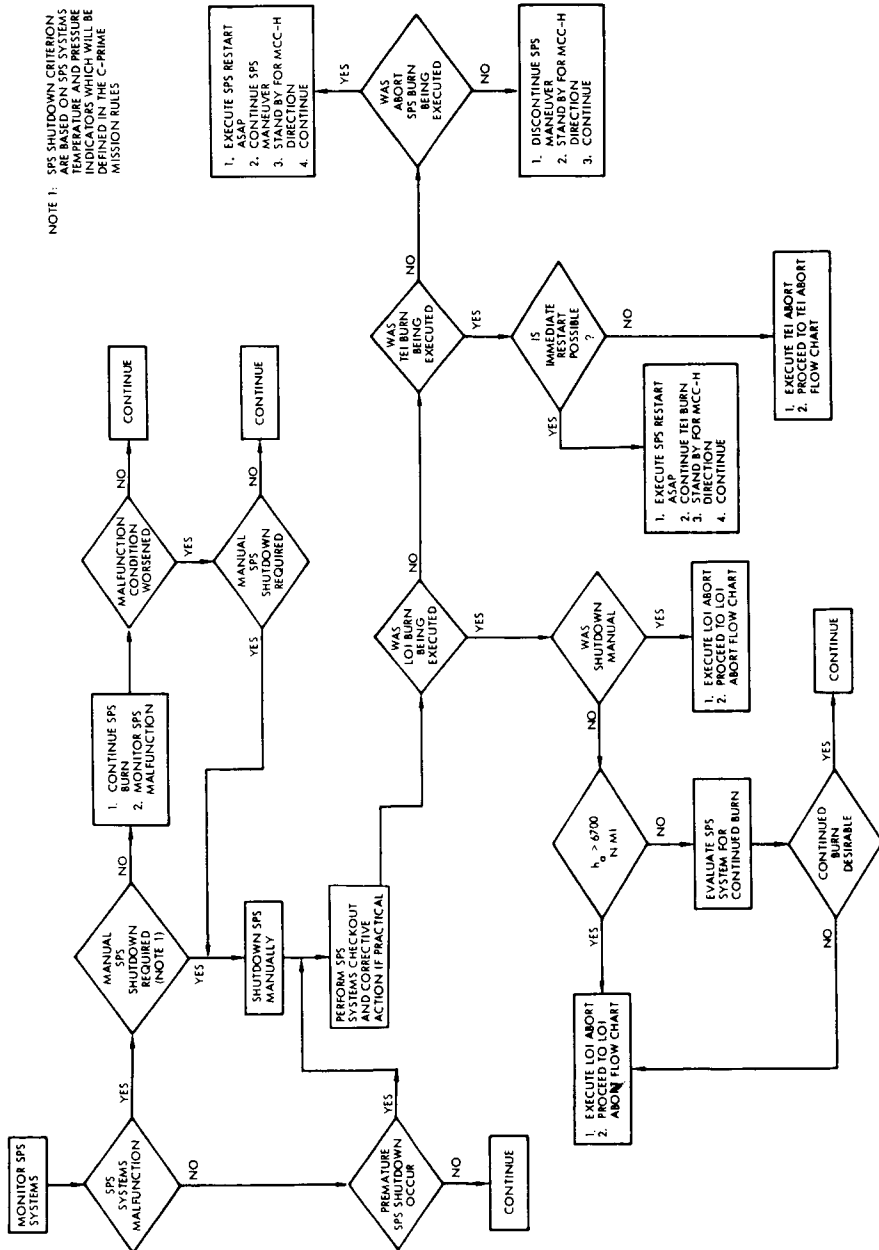 NOTE 1: SPS SHUTDOWN CRITERION
ARE BASED ON SPS SYSTEMS
TEMPERATURE AND PRESSURE
INDICATORS WHICH WILL BE
DEFINED IN THE C-PRIME
MISSION RULES
MONITOR SPS
SYSTEMS
SPS
SYSTEMS
MALFUNCTION
YES
NO
MANUAL
SPS
SHUTDOWN
REQUIRED
(NOTE 1)
NO
YES
1. CONTINUE SPS
BURN
2. MONITOR SPS
MALFUNCTION
MALFUNCTION
CONDITION
WORSENED
NO
CONTINUE
YES
MANUAL
SPS
SHUTDOWN
REQUIRED
NO
CONTINUE
YES
SHUTDOWN SPS
MANUALLY
PREMATURE
SPS SHUTDOWN
OCCUR
YES
NO
CONTINUE
PERFORM SPS
SYSTEMS CHECKOUT
AND CORRECTIVE
ACTION IF PRACTICAL
WAS
LOI BURN
BEING
EXECUTED
NO
YES
WAS
TEI BURN
BEING
EXECUTED
NO
YES
WAS
ABORT
SPS BURN
BEING
EXECUTED
YES
1. EXECUTE SPS RESTART
ASAP
2. CONTINUE SPS
MANEUVER
3. STAND BY FOR MCC-H
DIRECTION
4. CONTINUE
NO
1. DISCONTINUE SPS
MANEUVER
2. STAND BY FOR MCC-H
DIRECTION
3. CONTINUE
IS
IMMEDIATE
RESTART
POSSIBLE
?
YES
1. EXECUTE SPS RESTART
ASAP
2. CONTINUE TEI BURN
3. STAND BY FOR MCC-H
DIRECTION
4. CONTINUE
NO
1. EXECUTE TEI ABORT
2. PROCEED TO TEI ABORT
FLOW CHART
WAS
SHUTDOWN
MANUAL
YES
1. EXECUTE LOI ABORT
2. PROCEED TO LOI
ABORT FLOW CHART
NO
ha > 6700
N MI
YES
1. EXECUTE LOI ABORT
2. PROCEED TO LOI
ABORT FLOW CHART
NO
EVALUATE SPS
SYSTEM FOR
CONTINUED BURN
CONTINUED
BURN
DESIRABLE
YES
CONTINUE
NO